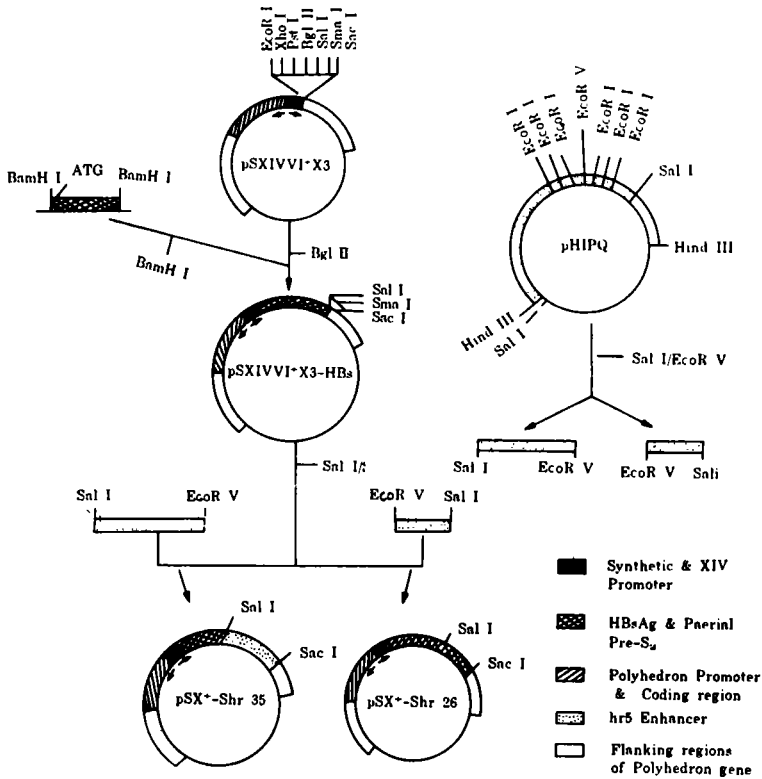 EcoR I
Xho I
Pst I
Bgl II
Sal I
Sma I
Sac I
pSXIVVI⁺X3
BamH I
ATG
BamH I
BamH I
Bgl II
Sal I
Sma I
Sac I
pSXIVVI⁺X3-HBs
EcoR I
EcoR I
EcoR I
EcoR V
EcoR I
EcoR I
EcoR I
Sal I
Hind III
pHIPQ
Hind III
Sal I
Sal I/EcoR V
Sal I
EcoR V
EcoR V
Sali
Sal I/
Sal I
EcoR V
EcoR V
Sal I
Sal I
Sac I
pSX⁺-Shr 35
Sal I
Sac I
pSX⁺-Shr 26
Synthetic & XIV
Promoter
HBsAg & Paerinl
Pre-S
Polyhedron Promoter
& Coding region
hr5 Enhancer
Flanking regions
of Polyhedron gene